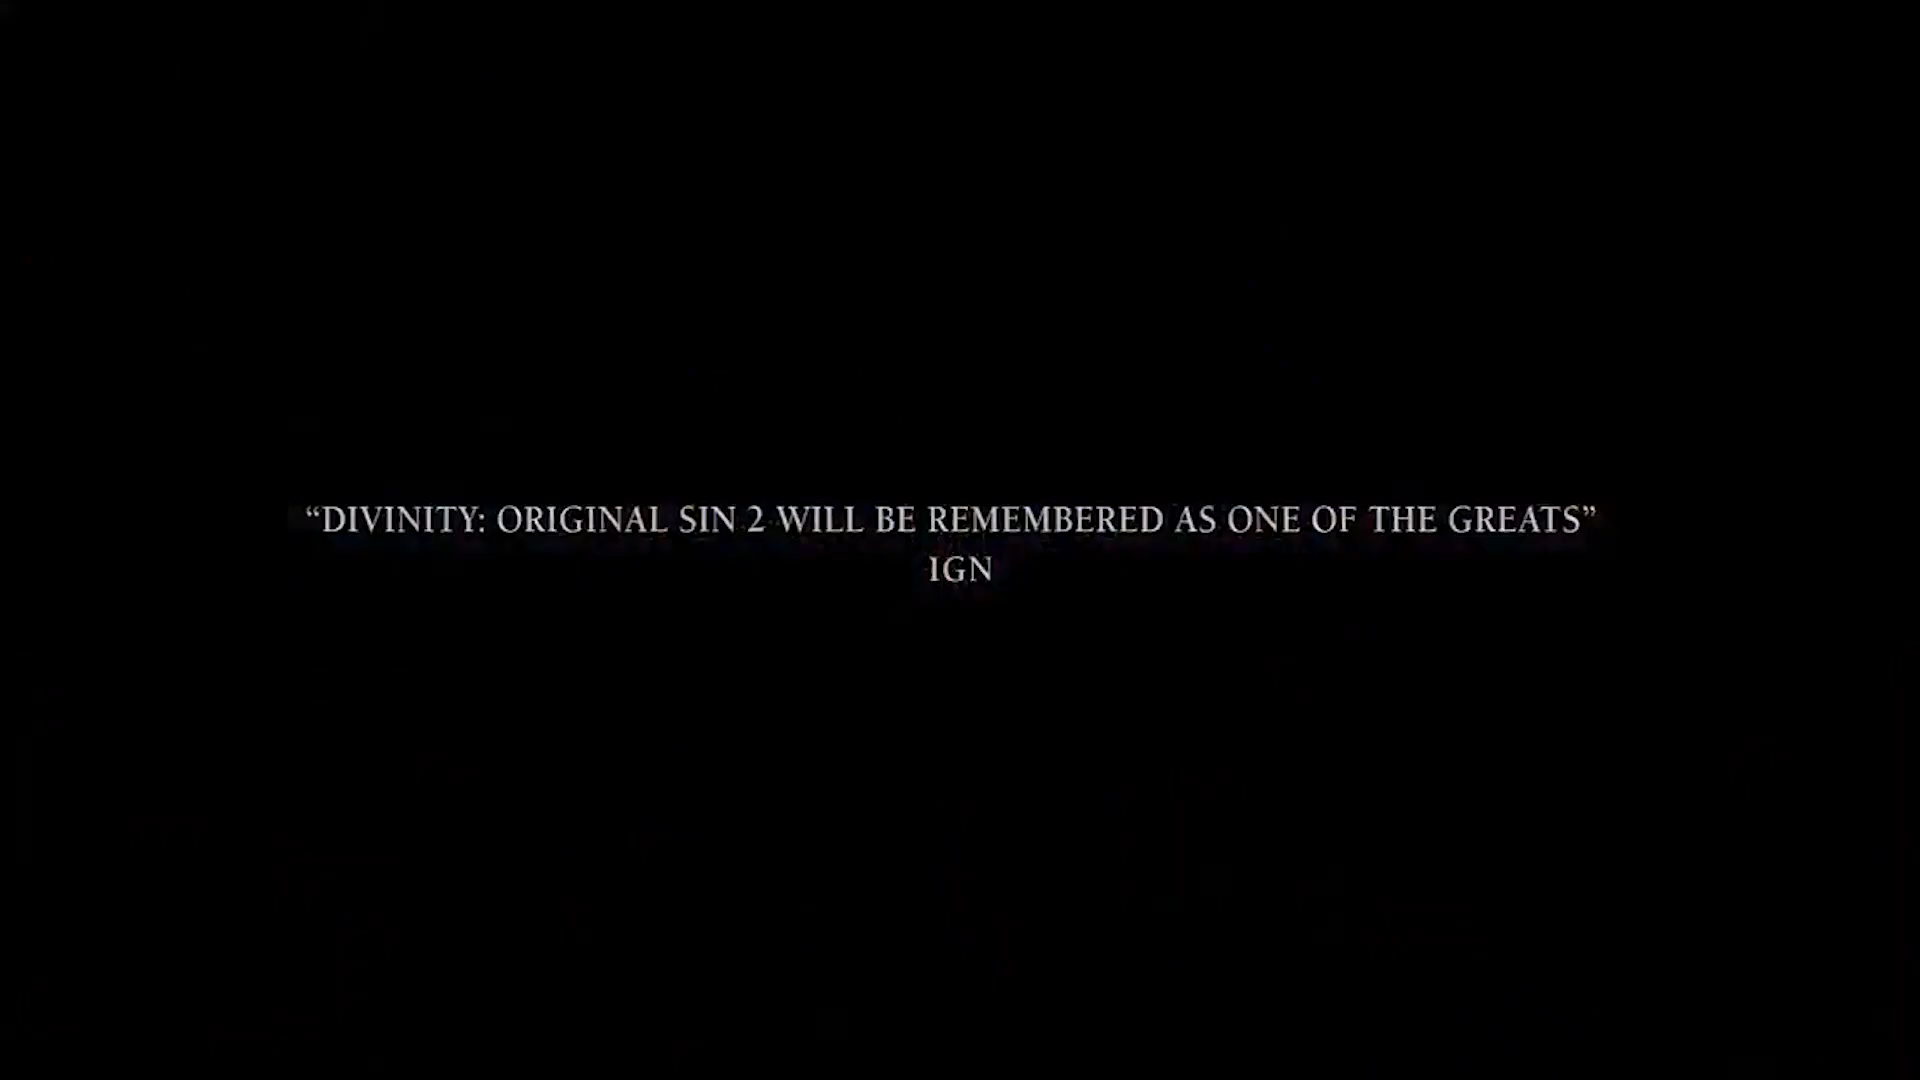 “DIVINITY: ORIGINAL SIN 2 WILL BE REMEMBERED AS ONE OF THE GREATS”
IGN